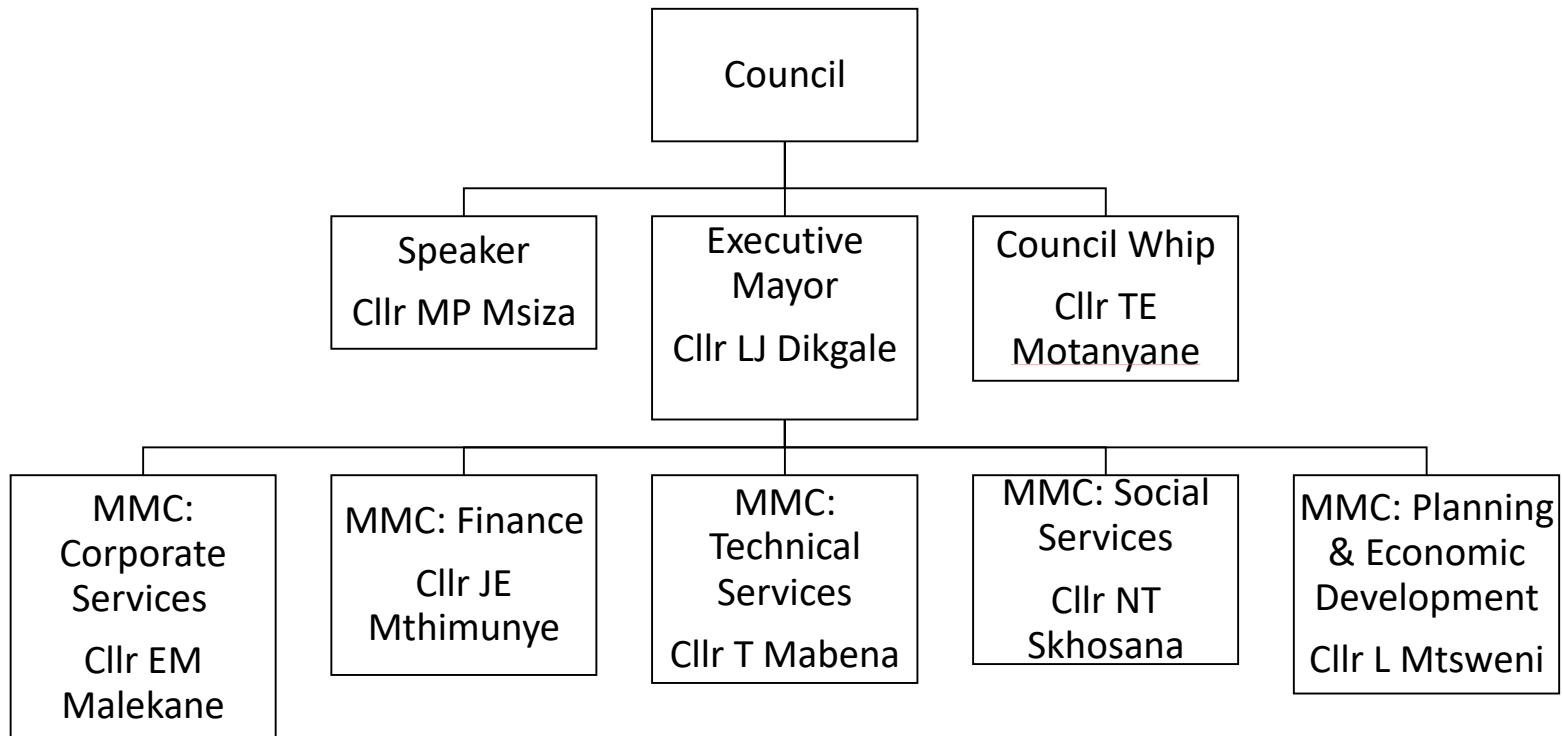 Council
Speaker
Cllr MP Msiza
Executive
Mayor
Cllr LJ Dikgale
Council Whip
Cllr TE
Motanyane
MMC:
Corporate
Services
Cllr EM
Malekane
MMC: Finance
Cllr JE
Mthimunye
MMC:
Technical
Services
Cllr T Mabena
MMC: Social
Services
Cllr NT
Skhosana
MMC: Planning
& Economic
Development
Cllr L Mtsweni